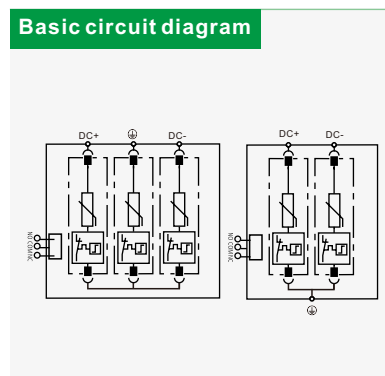 Basic circuit diagram
DC+ DC-
DC+ DC-
NO COM NC
NO COM NC